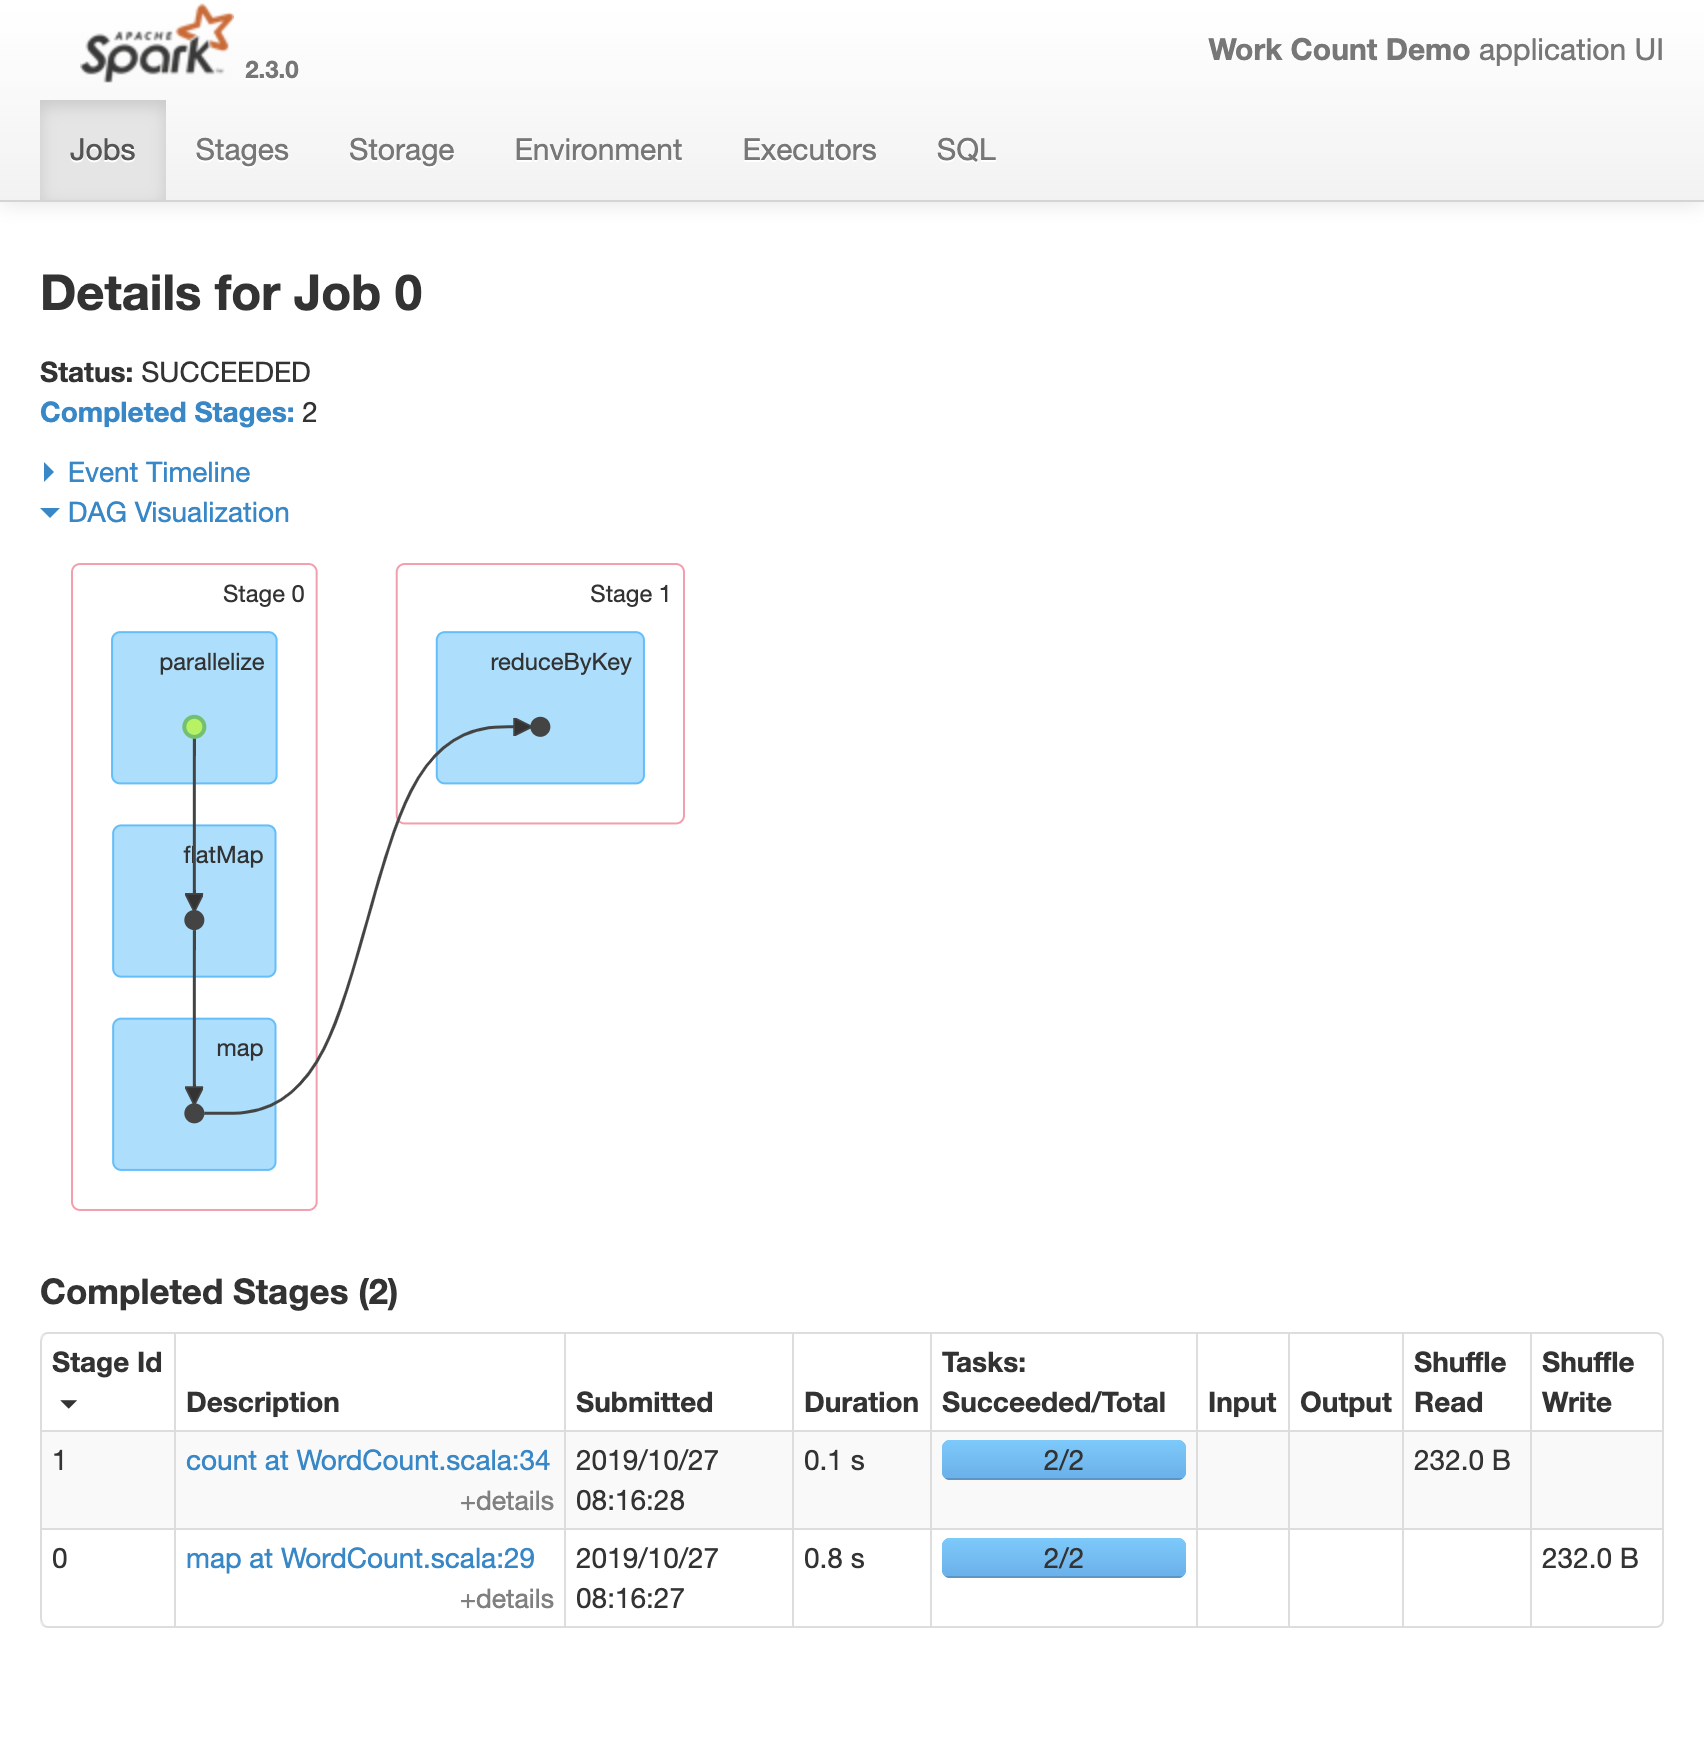 APACHE
Spark™ 2.3.0
Work Count Demo application UI
Jobs Stages Storage Environment Executors SQL
Details for Job 0
Status: SUCCEEDED
Completed Stages: 2
Event Timeline
DAG Visualization
Stage 0
parallelize
flatMap
map
Stage 1
reduceByKey
Completed Stages (2)
Stage Id Description Submitted Duration Tasks: Succeeded/Total Input Output Shuffle Read Shuffle Write
1 count at WordCount.scala:34 2019/10/27 0.1 s 2/2 232.0 B
+details 08:16:28
0 map at WordCount.scala:29 2019/10/27 0.8 s 2/2 232.0 B
+details 08:16:27